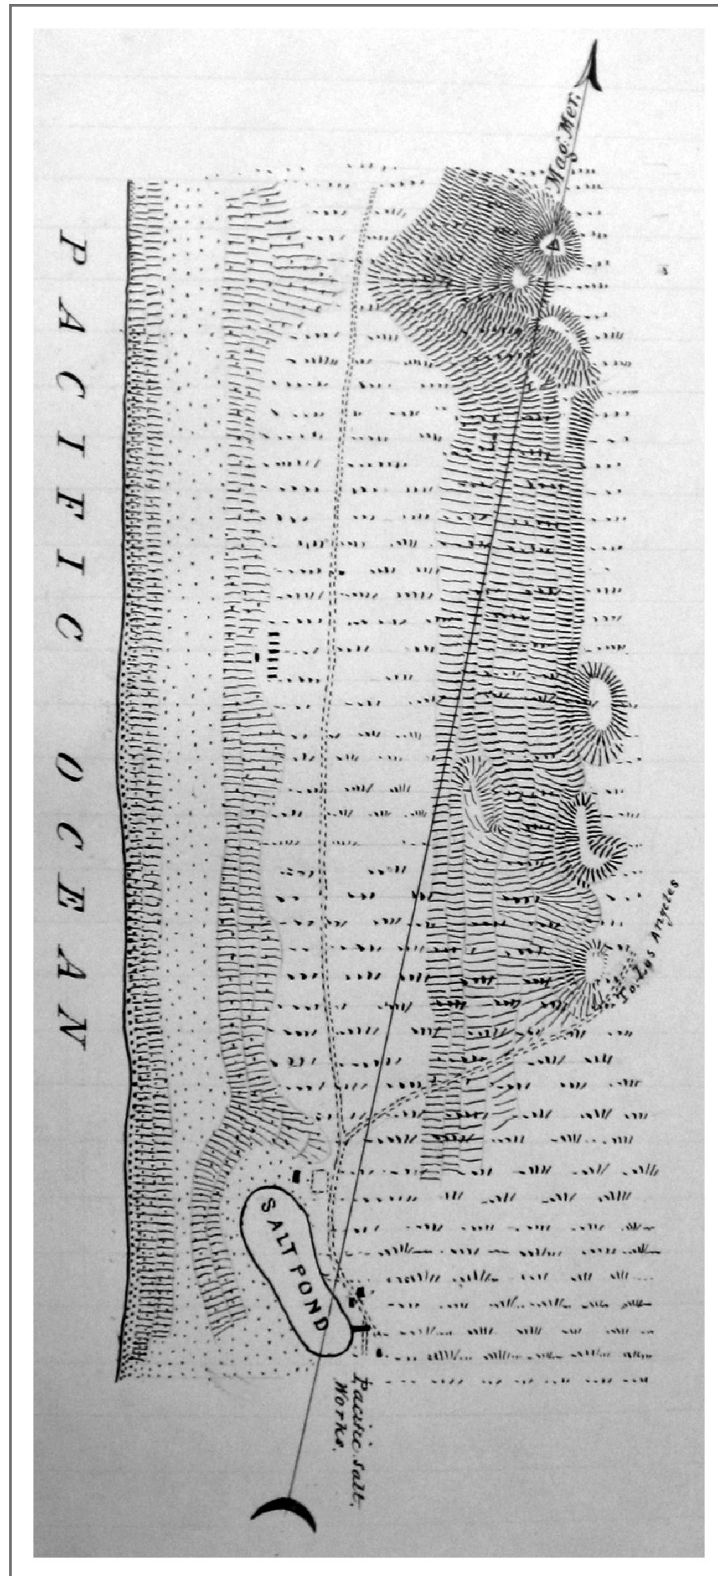 Mag. Mer.
PACIFIC OCEAN
To. Los Angeles
SALT POND
Pacific Salt
Works.